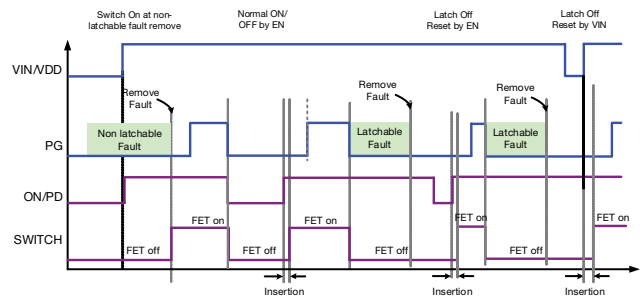 Switch On at non-
latchable fault remove
Normal ON/
OFF by EN
Latch Off
Reset by EN
Latch Off
Reset by VIN
VIN/VDD
Remove
Fault
Remove
Fault
Remove
Fault
PG
Non latchable
Fault
Latchable
Fault
Latchable
Fault
ON/PD
SWITCH
FET off
FET on
FET off
FET on
FET off
FET on
FET off
FET on
Insertion
Insertion
Insertion